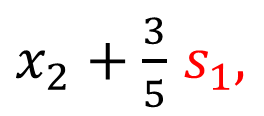 x₂ + 3/5 s₁,